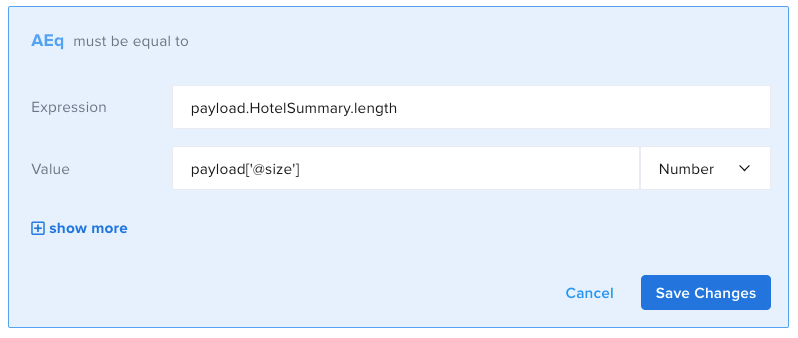 AEq must be equal to
Expression payload.HotelSummary.length
Value payload['@size'] Number
show more
Cancel Save Changes